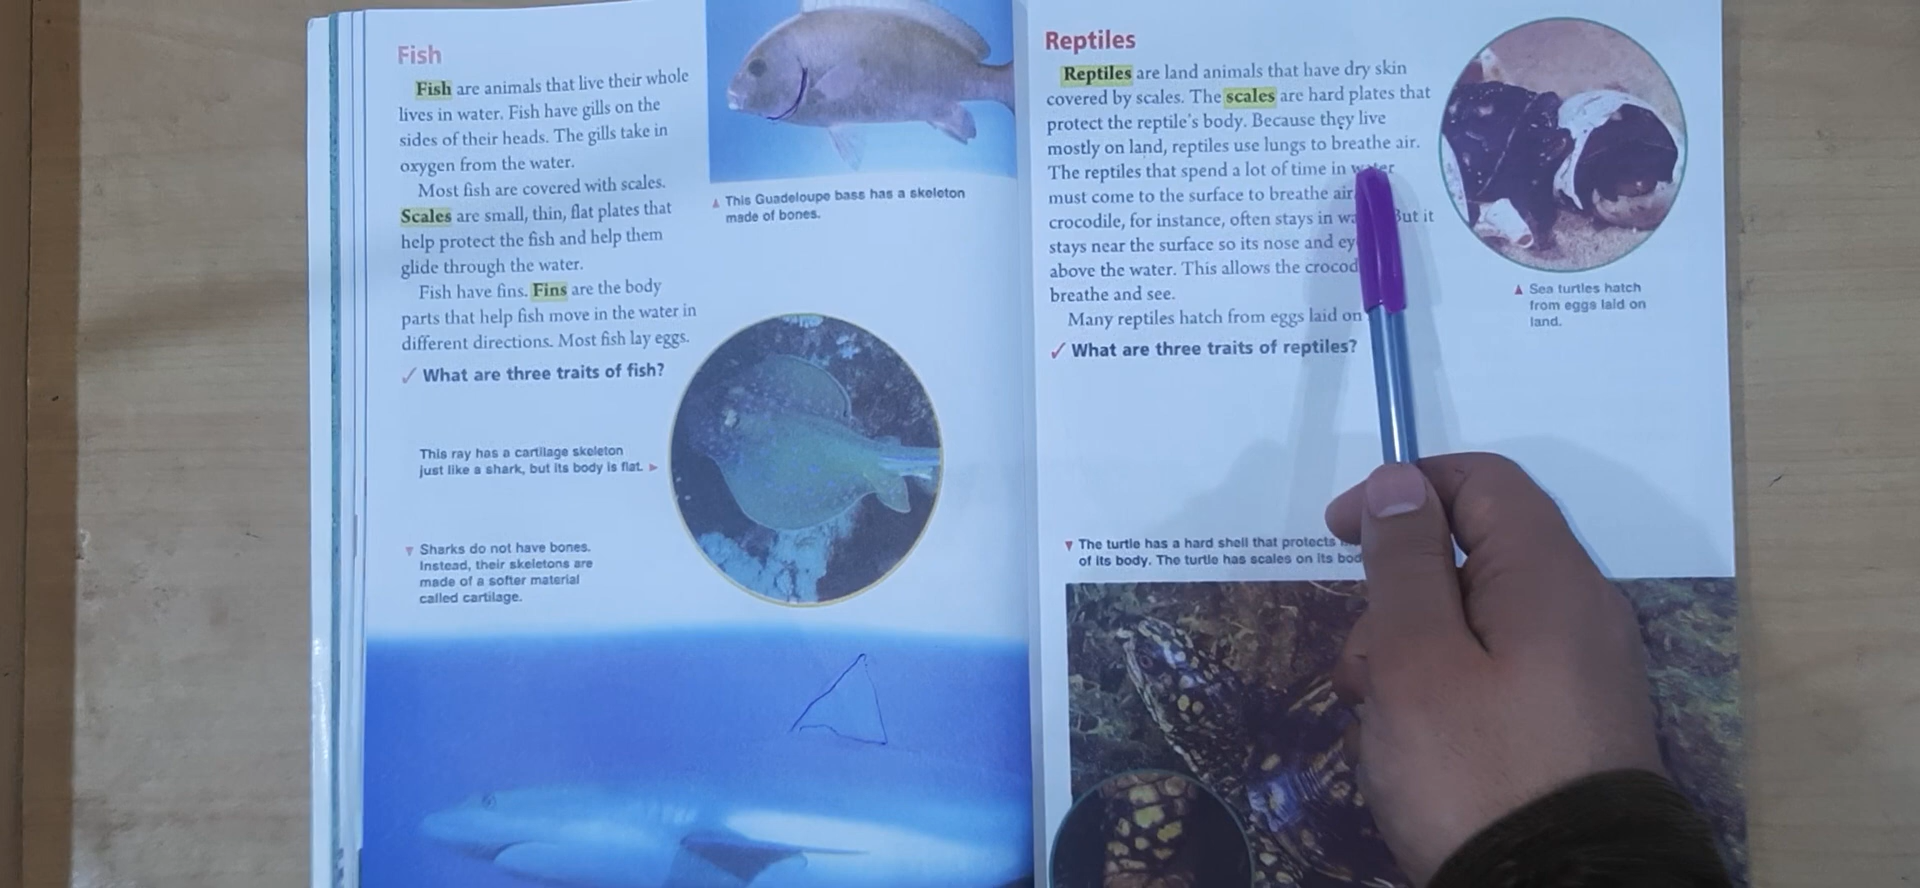 Fish
Fish are animals that live their whole
lives in water. Fish have gills on the
sides of their heads. The gills take in
oxygen from the water.
Most fish are covered with scales.
Scales are small, thin, flat plates that
help protect the fish and help them
glide through the water.
Fish have fins. Fins are the body
parts that help fish move in the water in
different directions. Most fish lay eggs.
✓ What are three traits of fish?
▲ This Guadeloupe bass has a skeleton
made of bones.
This ray has a cartilage skeleton
just like a shark, but its body is flat. ►
▼ Sharks do not have bones.
Instead, their skeletons are
made of a softer material
called cartilage.
Reptiles
Reptiles are land animals that have dry skin
covered by scales. The scales are hard plates that
protect the reptile's body. Because they live
mostly on land, reptiles use lungs to breathe air.
The reptiles that spend a lot of time in water
must come to the surface to breathe air
crocodile, for instance, often stays in But it
stays near the surface so its nose and
above the water. This allows the
breathe and see.
Many reptiles hatch from eggs laid on
✓ What are three traits of reptiles?
▲ Sea turtles hatch
from eggs laid on
land.
▼ The turtle has a hard shell that protects
of its body. The turtle has scales on its